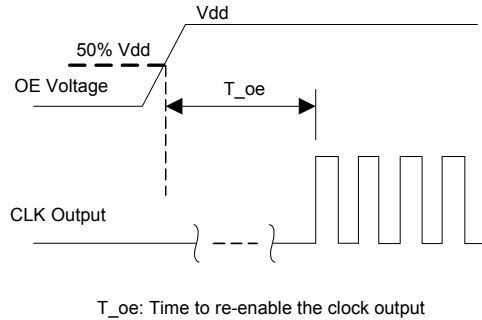 Vdd
50% Vdd
OE Voltage
T_oe
CLK Output
T_oe: Time to re-enable the clock output